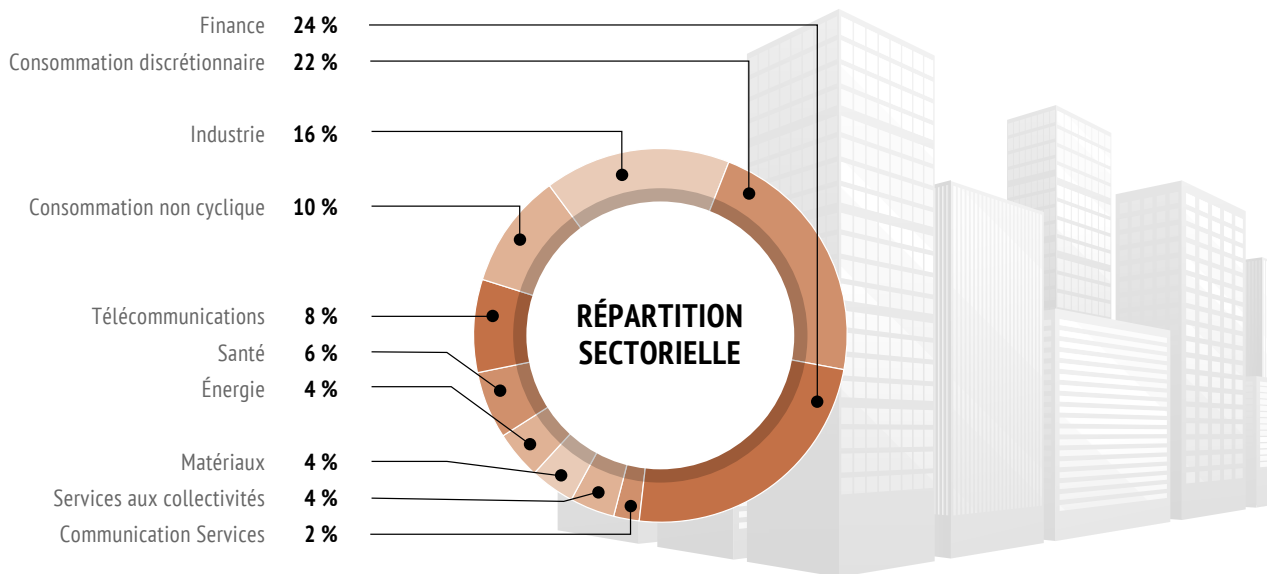 Finance 24 %
Consommation discrétionnaire 22 %
Industrie 16 %
Consommation non cyclique 10 %
Télécommunications 8 %
Santé 6 %
Énergie 4 %
Matériaux 4 %
Services aux collectivités 4 %
Communication Services 2 %
RÉPARTITION
SECTORIELLE